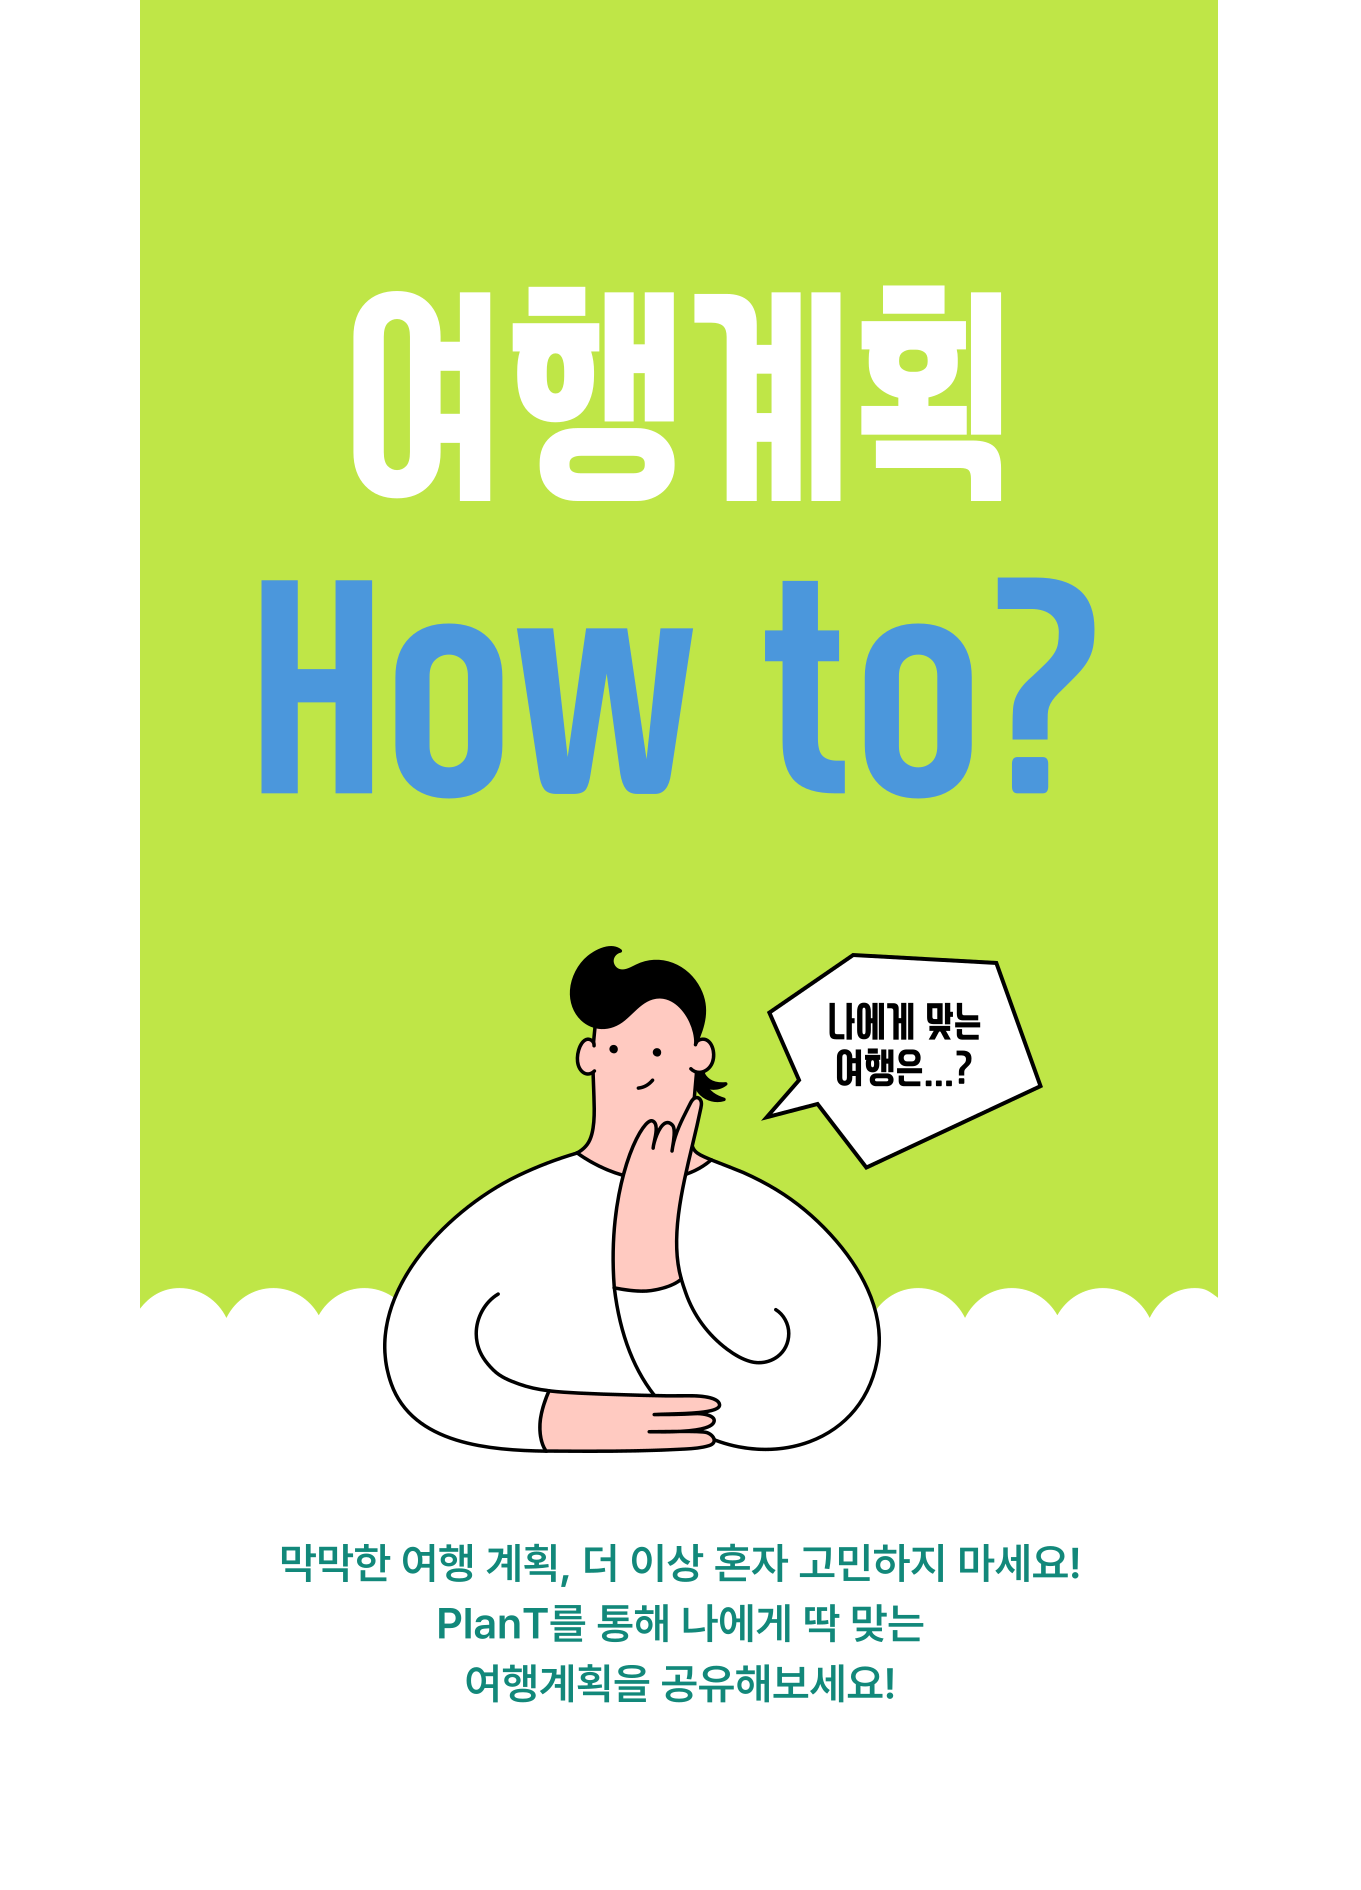 여행계획
How to?
나에게 맞는
여행은...?
막막한 여행 계획, 더 이상 혼자 고민하지 마세요!
PlanT를 통해 나에게 딱 맞는
여행계획을 공유해보세요!